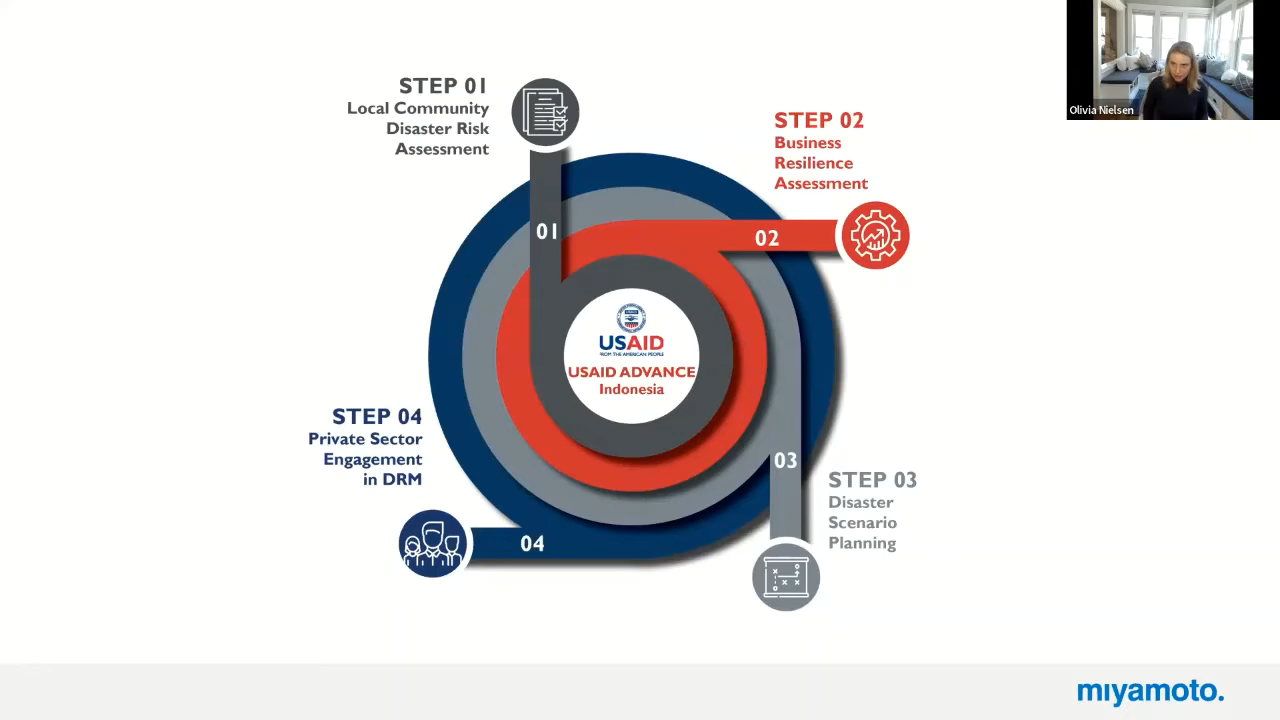 Olivia Nielsen
STEP 01
Local Community
Disaster Risk
Assessment
STEP 02
Business
Resilience
Assessment
01
02
USAID
FROM THE AMERICAN PEOPLE
USAID ADVANCE
Indonesia
STEP 04
Private Sector
Engagement
in DRM
03
STEP 03
Disaster
Scenario
Planning
04
miyamoto.